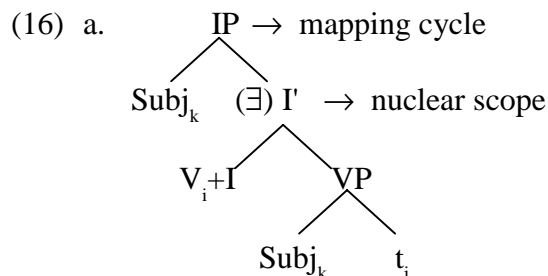 (16) a. IP → mapping cycle
Subjₖ (∃) I' → nuclear scope
Vᵢ+I VP
Subjₖ tᵢ